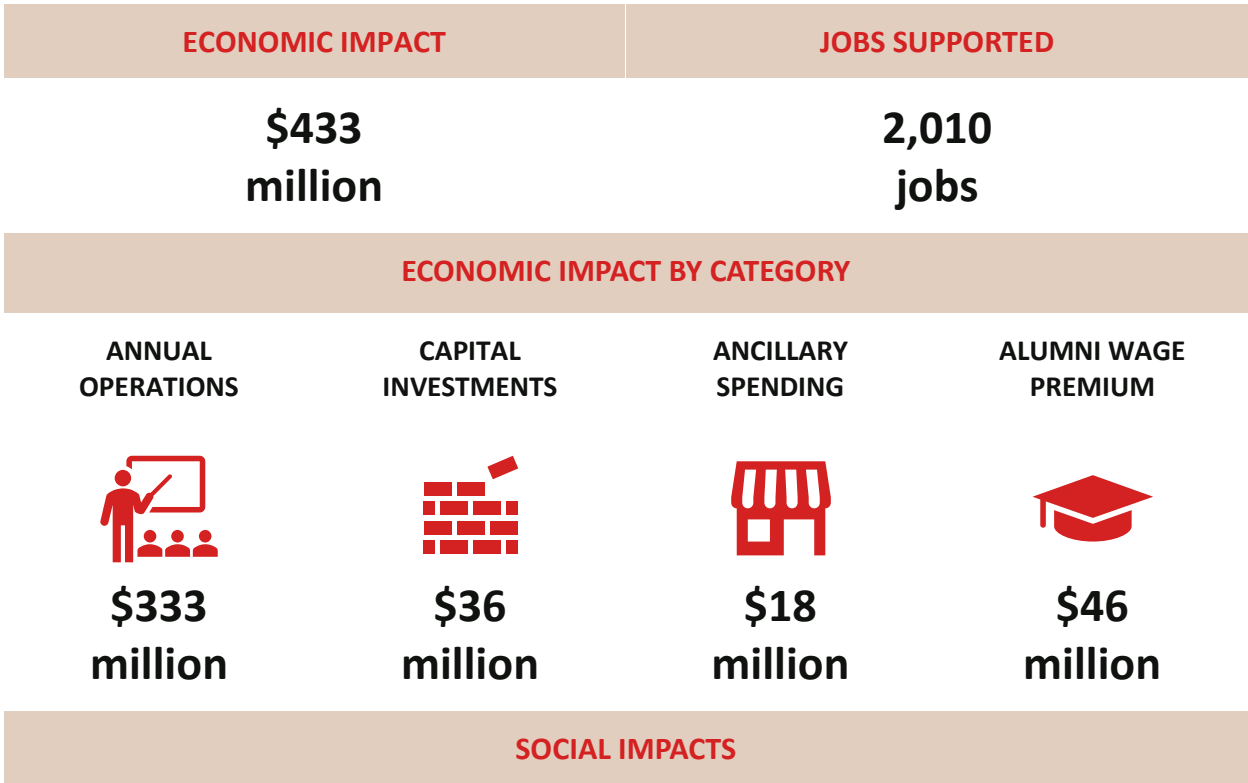 ECONOMIC IMPACT
JOBS SUPPORTED
$433
million
2,010
jobs
ECONOMIC IMPACT BY CATEGORY
ANNUAL
OPERATIONS
CAPITAL
INVESTMENTS
ANCILLARY
SPENDING
ALUMNI WAGE
PREMIUM
$333
million
$36
million
$18
million
$46
million
SOCIAL IMPACTS